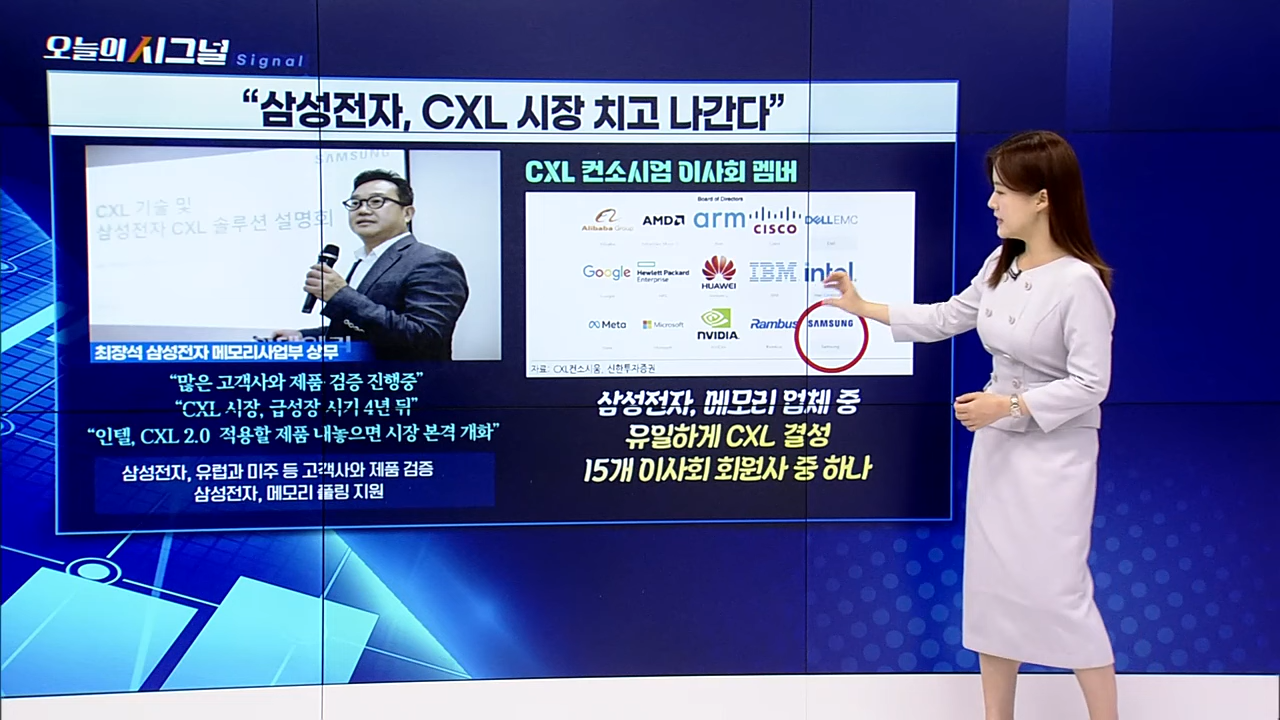 오늘의 시그널 Signal
“삼성전자, CXL 시장 치고 나간다”
SAMSUNG
CXL 기술 및
삼성전자 CXL 솔루션 설명회
최장석 삼성전자 메모리사업부 상무
“많은 고객사와 제품 검증 진행중”
“CXL 시장, 급성장 시기 4년 뒤”
“인텔, CXL 2.0 적용할 제품 내놓으면 시장 본격 개화”
삼성전자, 유럽과 미주 등 고객사와 제품 검증
삼성전자, 메모리 풀링 지원
CXL 컨소시엄 이사회 멤버
Board of Directors
Alibaba Group AMD arm CISCO DELLEMC
Google Hewlett Packard Enterprise HUAWEI IBM intel.
Meta Microsoft NVIDIA Rambus SAMSUNG
자료: CXL컨소시움, 신한투자증권
삼성전자, 메모리 업체 중
유일하게 CXL 결성
15개 이사회 회원사 중 하나